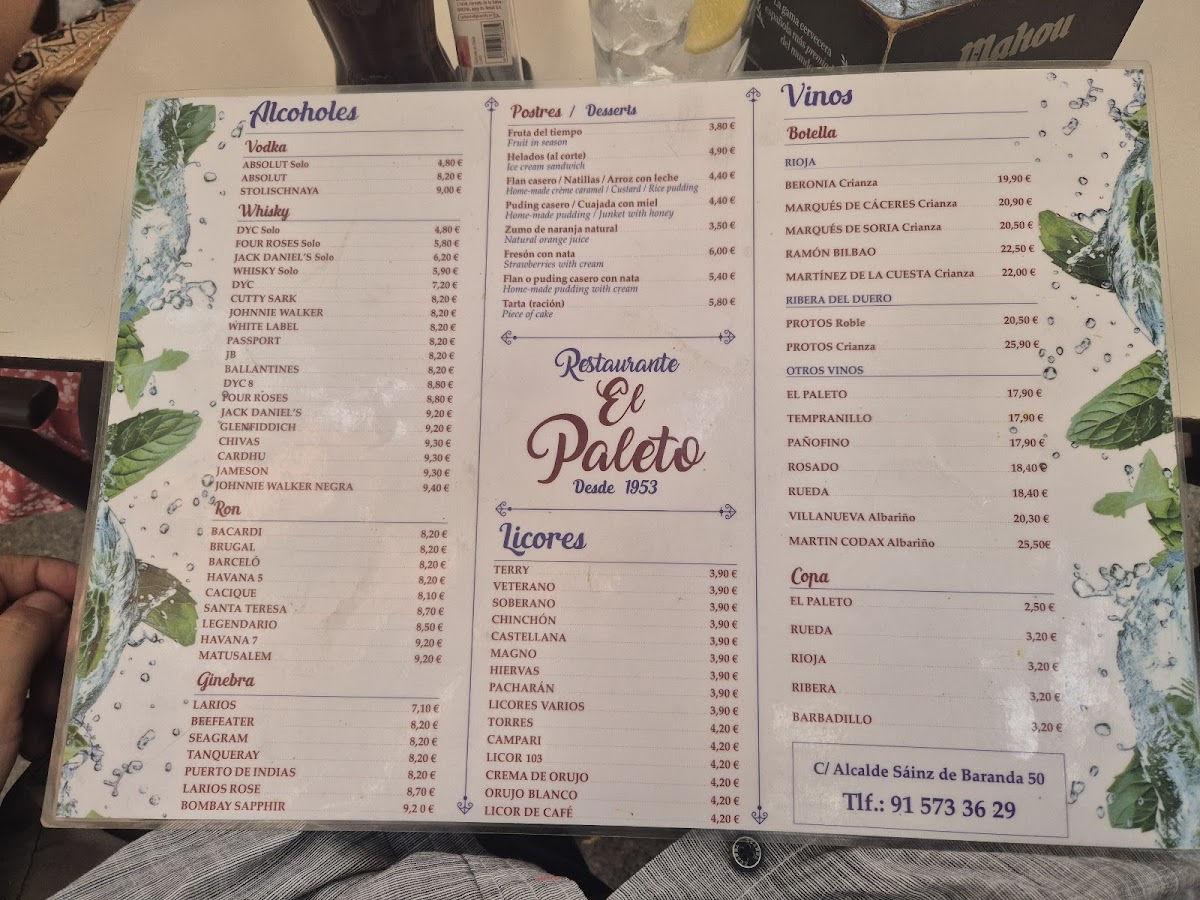 La gama cervecera
española más premiada
del mundo
Mahou
Alcoholes
Vodka
ABSOLUT Solo 4,80 €
ABSOLUT 8,20 €
STOLISCHNAYA 9,00 €
Whisky
DYC Solo 4,80 €
FOUR ROSES Solo 5,80 €
JACK DANIEL'S Solo 6,20 €
WHISKY Solo 5,90 €
DYC 7,20 €
CUTTY SARK 8,20 €
JOHNNIE WALKER 8,20 €
WHITE LABEL 8,20 €
PASSPORT 8,20 €
JB 8,20 €
BALLANTINES 8,20 €
DYC 8 8,80 €
FOUR ROSES 8,80 €
JACK DANIEL'S 9,20 €
GLENFIDDICH 9,20 €
CHIVAS 9,30 €
CARDHU 9,30 €
JAMESON 9,30 €
JOHNNIE WALKER NEGRA 9,40 €
Ron
BACARDI 8,20 €
BRUGAL 8,20 €
BARCELÓ 8,20 €
HAVANA 5 8,20 €
CACIQUE 8,10 €
SANTA TERESA 8,70 €
LEGENDARIO 8,50 €
HAVANA 7 9,20 €
MATUSALEM 9,20 €
Ginebra
LARIOS 7,10 €
BEEFEATER 8,20 €
SEAGRAM 8,20 €
TANQUERAY 8,20 €
PUERTO DE INDIAS 8,20 €
LARIOS ROSE 8,70 €
BOMBAY SAPPHIR 9,2 0 €
Postres / Desserts
Fruta del tiempo 3,80 €
Fruit in season
Helados (al corte) 4,90 €
Ice cream sandwich
Flan casero / Natillas / Arroz con leche 4,40 €
Home-made crème caramel / Custard / Rice pudding
Puding casero / Cuajada con miel 4,40 €
Home-made pudding / Junket with honey
Zumo de naranja natural 3,50 €
Natural orange juice
Fresón con nata 6,00 €
Strawberries with cream
Flan o puding casero con nata 5,40 €
Home-made pudding with cream
Tarta (ración) 5,80 €
Piece of cake
Restaurante
El
Paleto
Desde 1953
Licores
TERRY 3,90 €
VETERANO 3,90 €
SOBERANO 3,90 €
CHINCHÓN 3,90 €
CASTELLANA 3,90 €
MAGNO 3,90 €
HIERVAS 3,90 €
PACHARÁN 3,90 €
LICORES VARIOS 3,90 €
TORRES 4,20 €
CAMPARI 4,20 €
LICOR 103 4,20 €
CREMA DE ORUJO 4,20 €
ORUJO BLANCO 4,20 €
LICOR DE CAFÉ 4,20 €
Vinos
Botella
RIOJA
BERONIA Crianza 19,90 €
MARQUÉS DE CÁCERES Crianza 20,90 €
MARQUÉS DE SORIA Crianza 20,50 €
RAMÓN BILBAO 22,50 €
MARTÍNEZ DE LA CUESTA Crianza 22,00 €
RIBERA DEL DUERO
PROTOS Roble 20,50 €
PROTOS Crianza 25,90 €
OTROS VINOS
EL PALETO 17,90 €
TEMPRANILLO 17,90 €
PAÑOFINO 17,90 €
ROSADO 18,40 €
RUEDA 18,40 €
VILLANUEVA Albariño 20,30 €
MARTIN CODAX Albariño 25,50€
Copa
EL PALETO 2,50 €
RUEDA 3,20 €
RIOJA 3,20 €
RIBERA 3,20 €
BARBADILLO 3,20 €
C/ Alcalde Sáinz de Baranda 50
Tlf.: 91 573 36 29